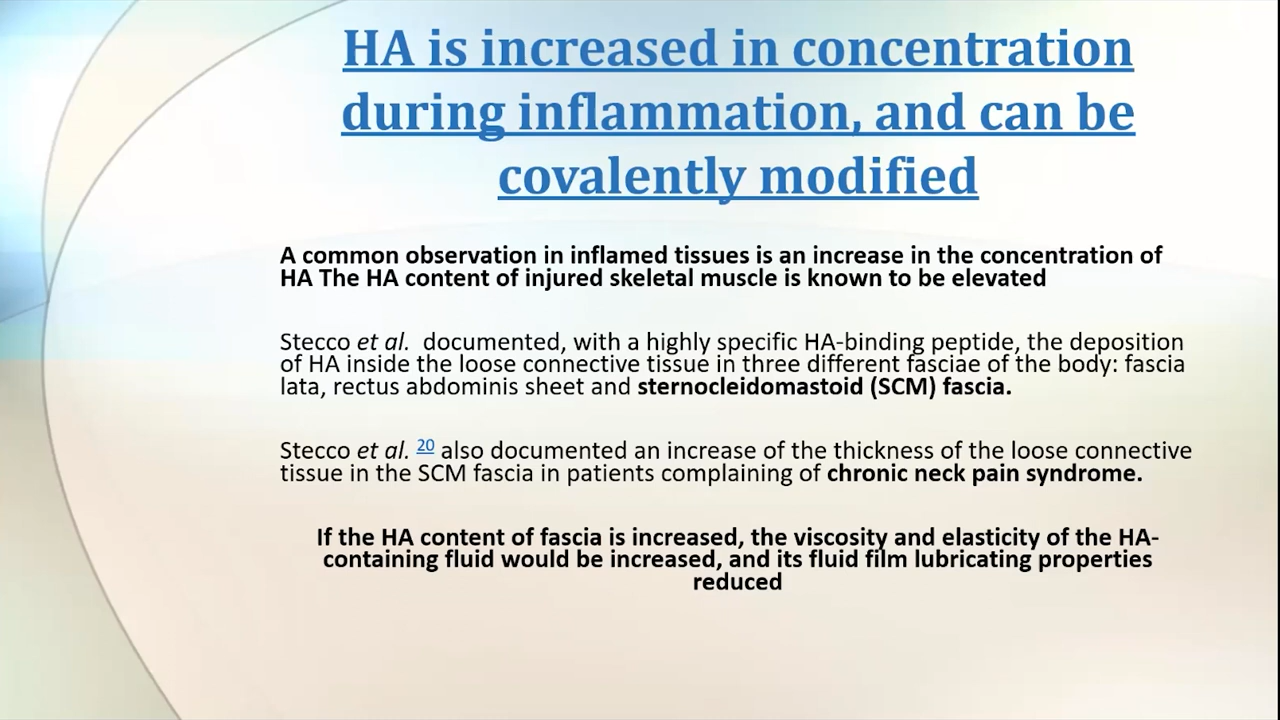 HA is increased in concentration
during inflammation, and can be
covalently modified
A common observation in inflamed tissues is an increase in the concentration of
HA The HA content of injured skeletal muscle is known to be elevated
Stecco et al.  documented, with a highly specific HA-binding peptide, the deposition
of HA inside the loose connective tissue in three different fasciae of the body: fascia
lata, rectus abdominis sheet and sternocleidomastoid (SCM) fascia.
Stecco et al. 20 also documented an increase of the thickness of the loose connective
tissue in the SCM fascia in patients complaining of chronic neck pain syndrome.
If the HA content of fascia is increased, the viscosity and elasticity of the HA-
containing fluid would be increased, and its fluid film lubricating properties
reduced